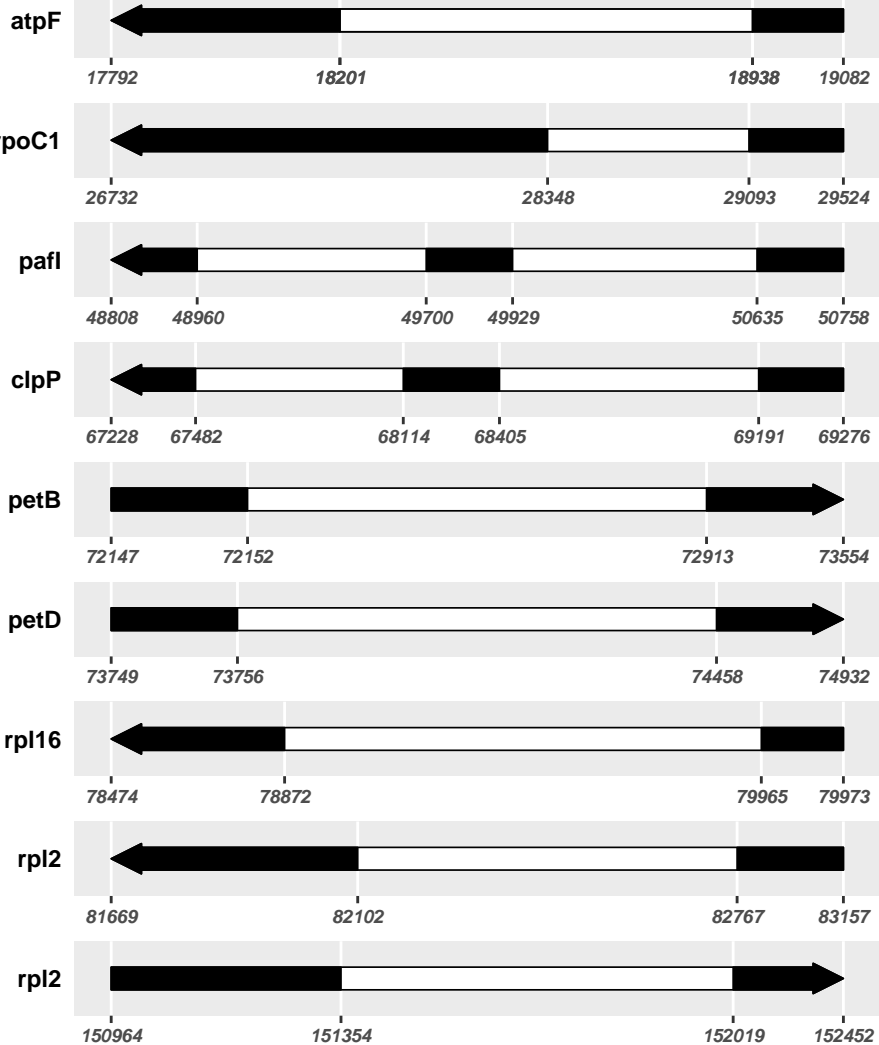 atpF
17792 18201 18938 19082
rpoC1
26732 28348 29093 29524
pafI
48808 48960 49700 49929 50635 50758
clpP
67228 67482 68114 68405 69191 69276
petB
72147 72152 72913 73554
petD
73749 73756 74458 74932
rpl16
78474 78872 79965 79973
rpl2
81669 82102 82767 83157
rpl2
150964 151354 152019 152452